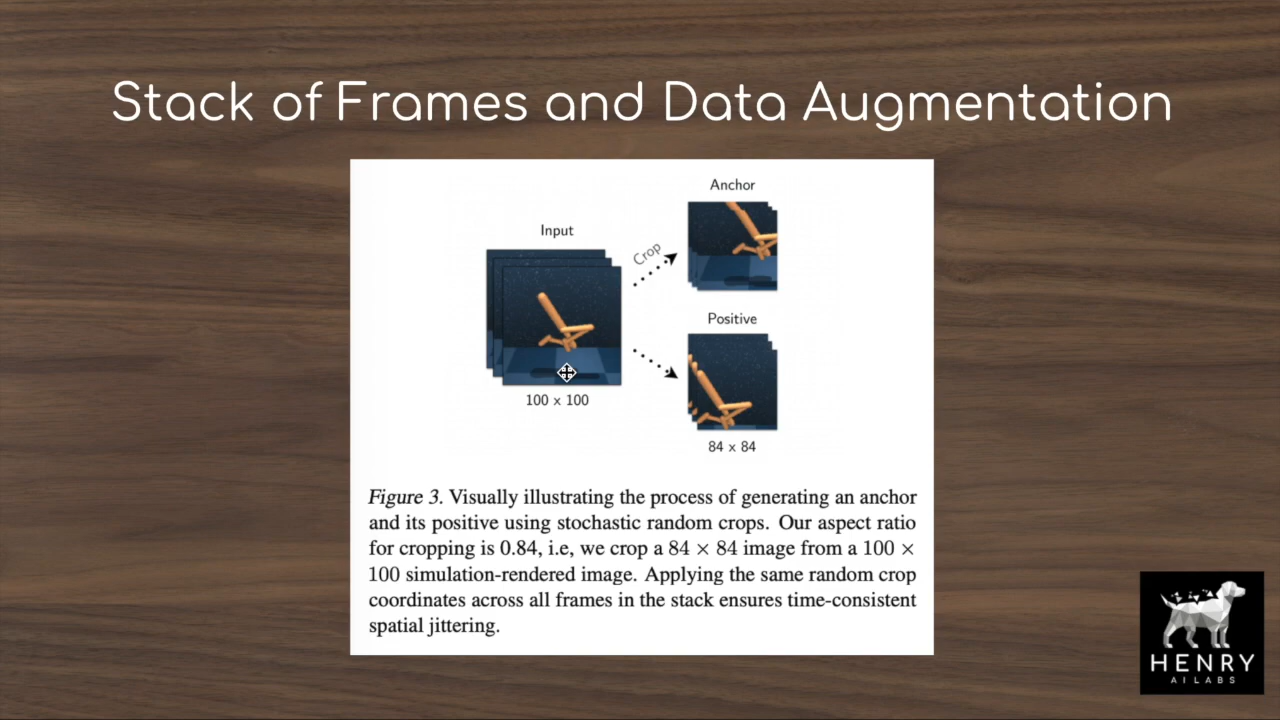 Stack of Frames and Data Augmentation
Anchor
Input
Crop
Positive
100 x 100
84 x 84
Figure 3. Visually illustrating the process of generating an anchor
and its positive using stochastic random crops. Our aspect ratio
for cropping is 0.84, i.e, we crop a 84 × 84 image from a 100 ×
100 simulation-rendered image. Applying the same random crop
coordinates across all frames in the stack ensures time-consistent
spatial jittering.
HENRY
AI LABS